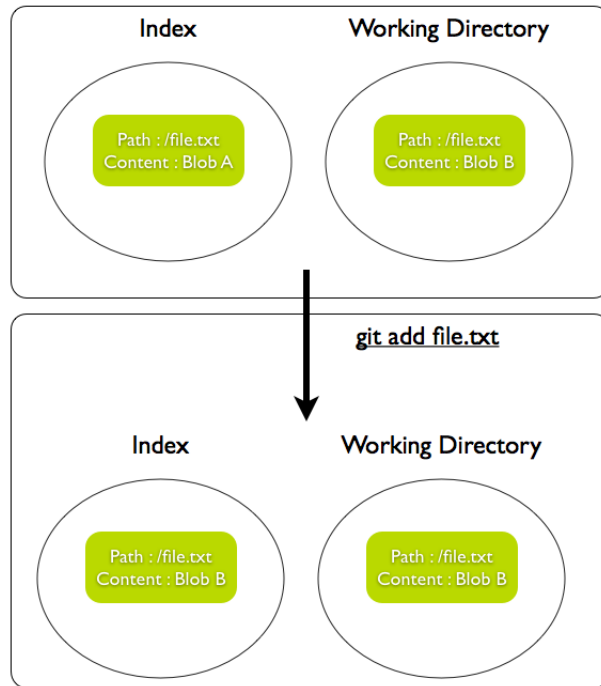 Index
Working Directory
Path : /file.txt
Content : Blob A
Path : /file.txt
Content : Blob B
git add file.txt
Index
Working Directory
Path : /file.txt
Content : Blob B
Path : /file.txt
Content : Blob B